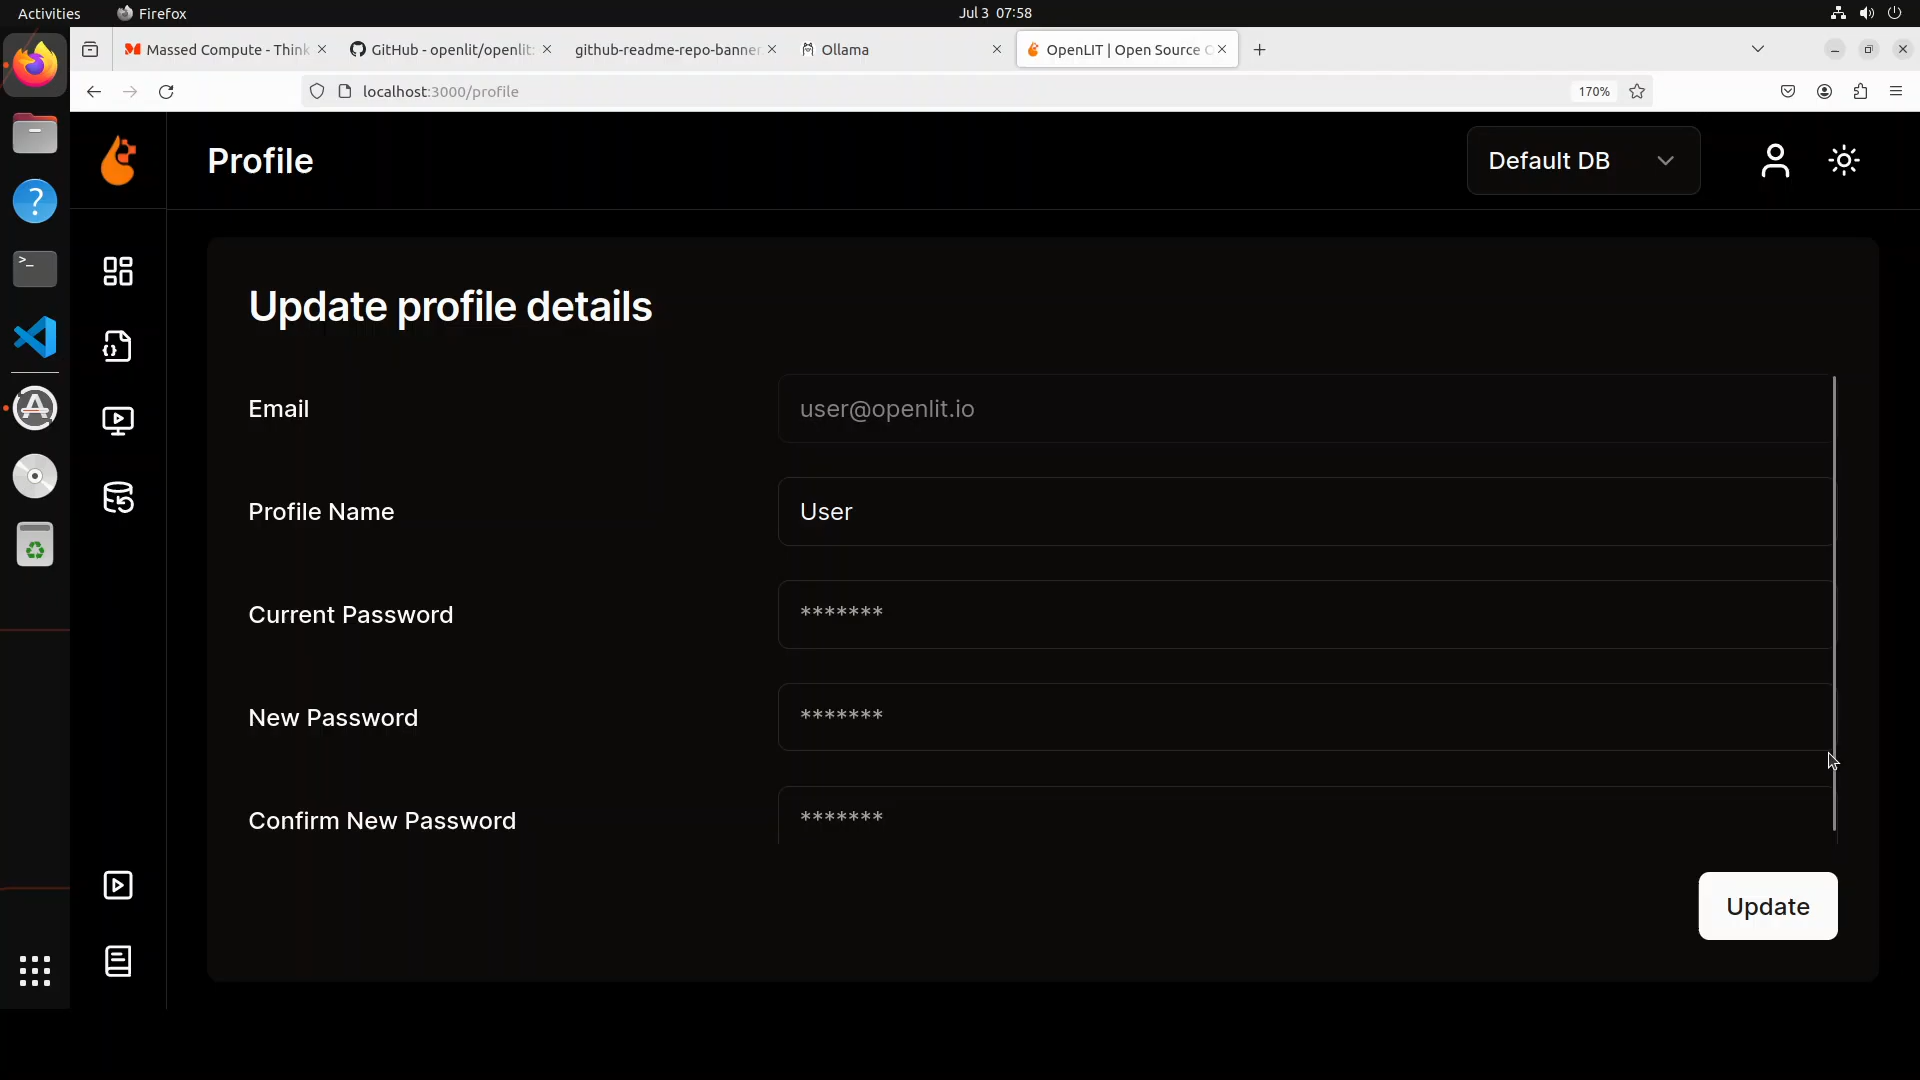 Activities
Firefox
Jul 3 07:58
Massed Compute - Think
GitHub - openlit/openlit:
github-readme-repo-banner
Ollama
OpenLIT | Open Source O
localhost:3000/profile
170%
Profile
Default DB
Update profile details
Email
user@openlit.io
Profile Name
User
Current Password
*******
New Password
*******
Confirm New Password
*******
Update